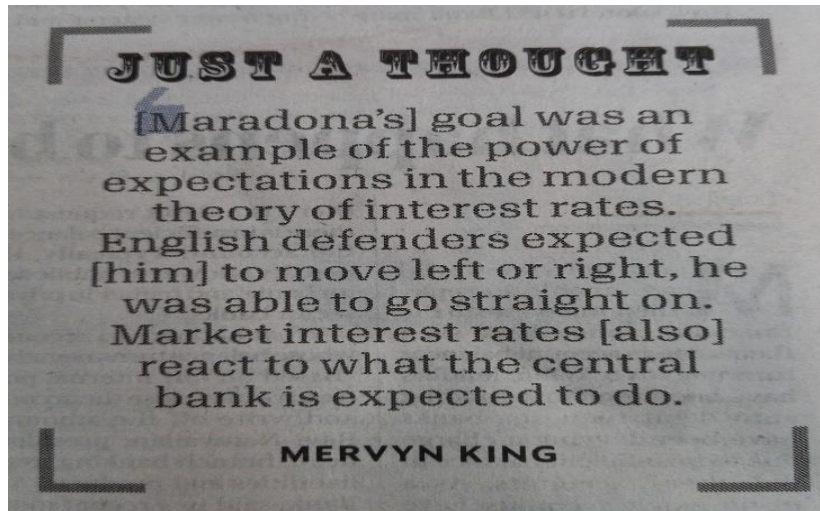 JUST A THOUGHT
[Maradona's] goal was an
example of the power of
expectations in the modern
theory of interest rates.
English defenders expected
[him] to move left or right, he
was able to go straight on.
Market interest rates [also]
react to what the central
bank is expected to do.
MERVYN KING